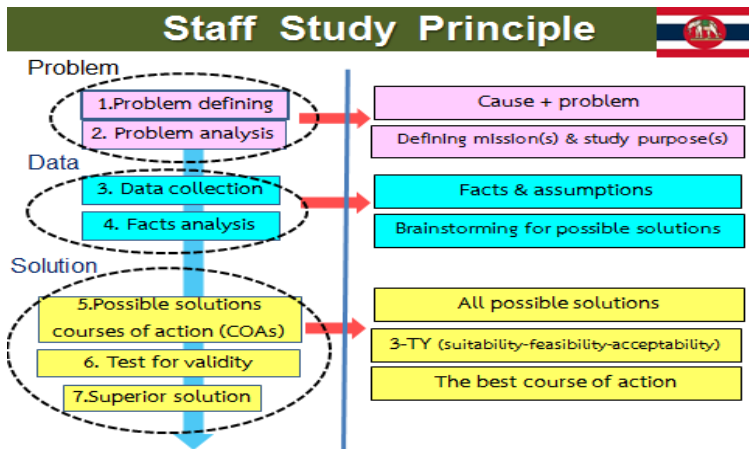 Staff Study Principle
Problem
1.Problem defining
2. Problem analysis
Cause + problem
Defining mission(s) & study purpose(s)
Data
3. Data collection
4. Facts analysis
Facts & assumptions
Brainstorming for possible solutions
Solution
5.Possible solutions
courses of action (COAs)
6. Test for validity
7.Superior solution
All possible solutions
3-TY (suitability-feasibility-acceptability)
The best course of action